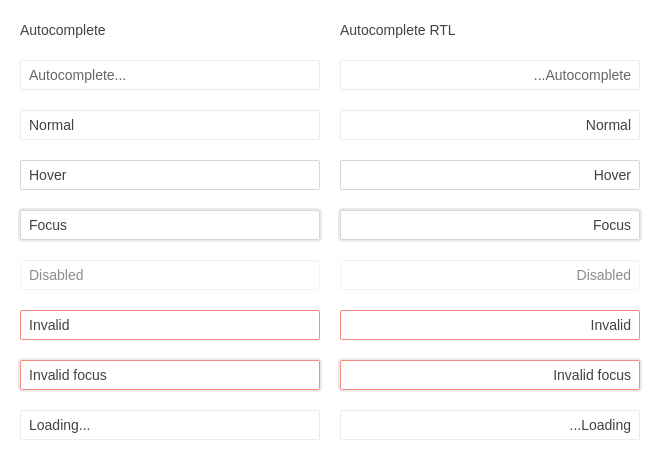 Autocomplete
Autocomplete...
Normal
Hover
Focus
Disabled
Invalid
Invalid focus
Loading...
Autocomplete RTL
...Autocomplete
Normal
Hover
Focus
Disabled
Invalid
Invalid focus
...Loading